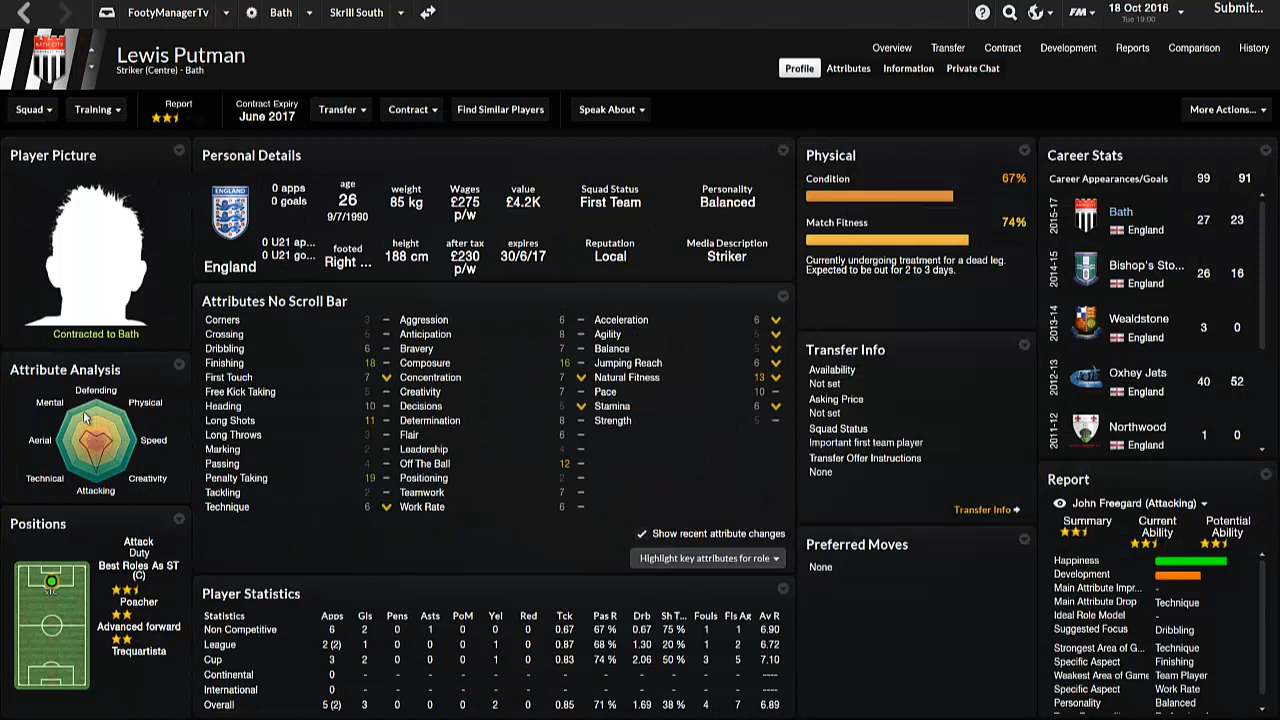 FootyManagerTv Bath Skrill South 18 Oct 2016 Submit...
FM Tue 19:00
Lewis Putman
Striker (Centre) - Bath
Overview Transfer Contract Development Reports Comparison History
Profile Attributes Information Private Chat
Squad Training Report Contract Expiry June 2017 Transfer Contract Find Similar Players Speak About More Actions...
Player Picture
Contracted to Bath
Attribute Analysis
Defending
Mental Physical
Aerial Speed
Technical Creativity
Attacking
Positions
STC
Attack
Duty
Best Roles As ST
(C)
Poacher
Advanced forward
Trequartista
Personal Details
ENGLAND
England
0 apps
0 goals
0 U21 ap...
0 U21 go...
age
26
9/7/1990
footed
Right ...
weight
85 kg
height
188 cm
Wages
£275
p/w
after tax
£230
p/w
value
£4.2K
expires
30/6/17
Squad Status
First Team
Reputation
Local
Personality
Balanced
Media Description
Striker
Attributes No Scroll Bar
Corners 3 - Aggression 6 - Acceleration 6
Crossing 5 - Anticipation 8 - Agility 5
Dribbling 6 - Bravery 7 - Balance 5
Finishing 18 - Composure 16 - Jumping Reach 6
First Touch 7 Concentration 7 Natural Fitness 13
Free Kick Taking 5 - Creativity 7 - Pace 10 -
Heading 10 - Decisions 5 Stamina 6
Long Shots 11 - Determination 8 - Strength 5 -
Long Throws 3 - Flair 6 -
Marking 2 - Leadership 4 -
Passing 4 - Off The Ball 12 -
Penalty Taking 19 - Positioning 2 -
Tackling 2 - Teamwork 7 -
Technique 6 Work Rate 6 -
Show recent attribute changes
Highlight key attributes for role
Player Statistics
Statistics Apps Gls Pens Asts PoM Yel Red Tck Pas R Drb Sh T... Fouls Fls Ag Av R
Non Competitive 6 2 0 1 0 0 0 0.67 67 % 0.67 75 % 1 1 6.90
League 2 (2) 1 0 0 0 1 0 0.87 68 % 1.30 20 % 1 2 6.72
Cup 3 2 0 0 0 1 0 0.83 74 % 2.06 50 % 3 5 7.10
Continental 0 - - - - - - - - - - - - ----
International 0 - - - - - - - - - - - - ----
Overall 5 (2) 3 0 0 0 2 0 0.85 71 % 1.69 38 % 4 7 6.89
Physical
Condition 67%
Match Fitness 74%
Currently undergoing treatment for a dead leg.
Expected to be out for 2 to 3 days.
Transfer Info
Availability
Not set
Asking Price
Not set
Squad Status
Important first team player
Transfer Offer Instructions
None
Transfer Info
Preferred Moves
None
Career Stats
Career Appearances/Goals 99 91
2015-17 Bath England 27 23
2014-15 Bishop's Sto... England 26 16
2013-14 Wealdstone England 3 0
2012-13 Oxhey Jets England 40 52
2011-12 Northwood England 1 0
Report
John Freegard (Attacking)
Summary Current Ability Potential Ability
Happiness
Development
Main Attribute Impr... -
Main Attribute Drop Technique
Ideal Role Model -
Suggested Focus Dribbling
Strongest Area of G... Technique
Specific Aspect Finishing
Weakest Area of Game Team Player
Specific Aspect Work Rate
Personality Balanced